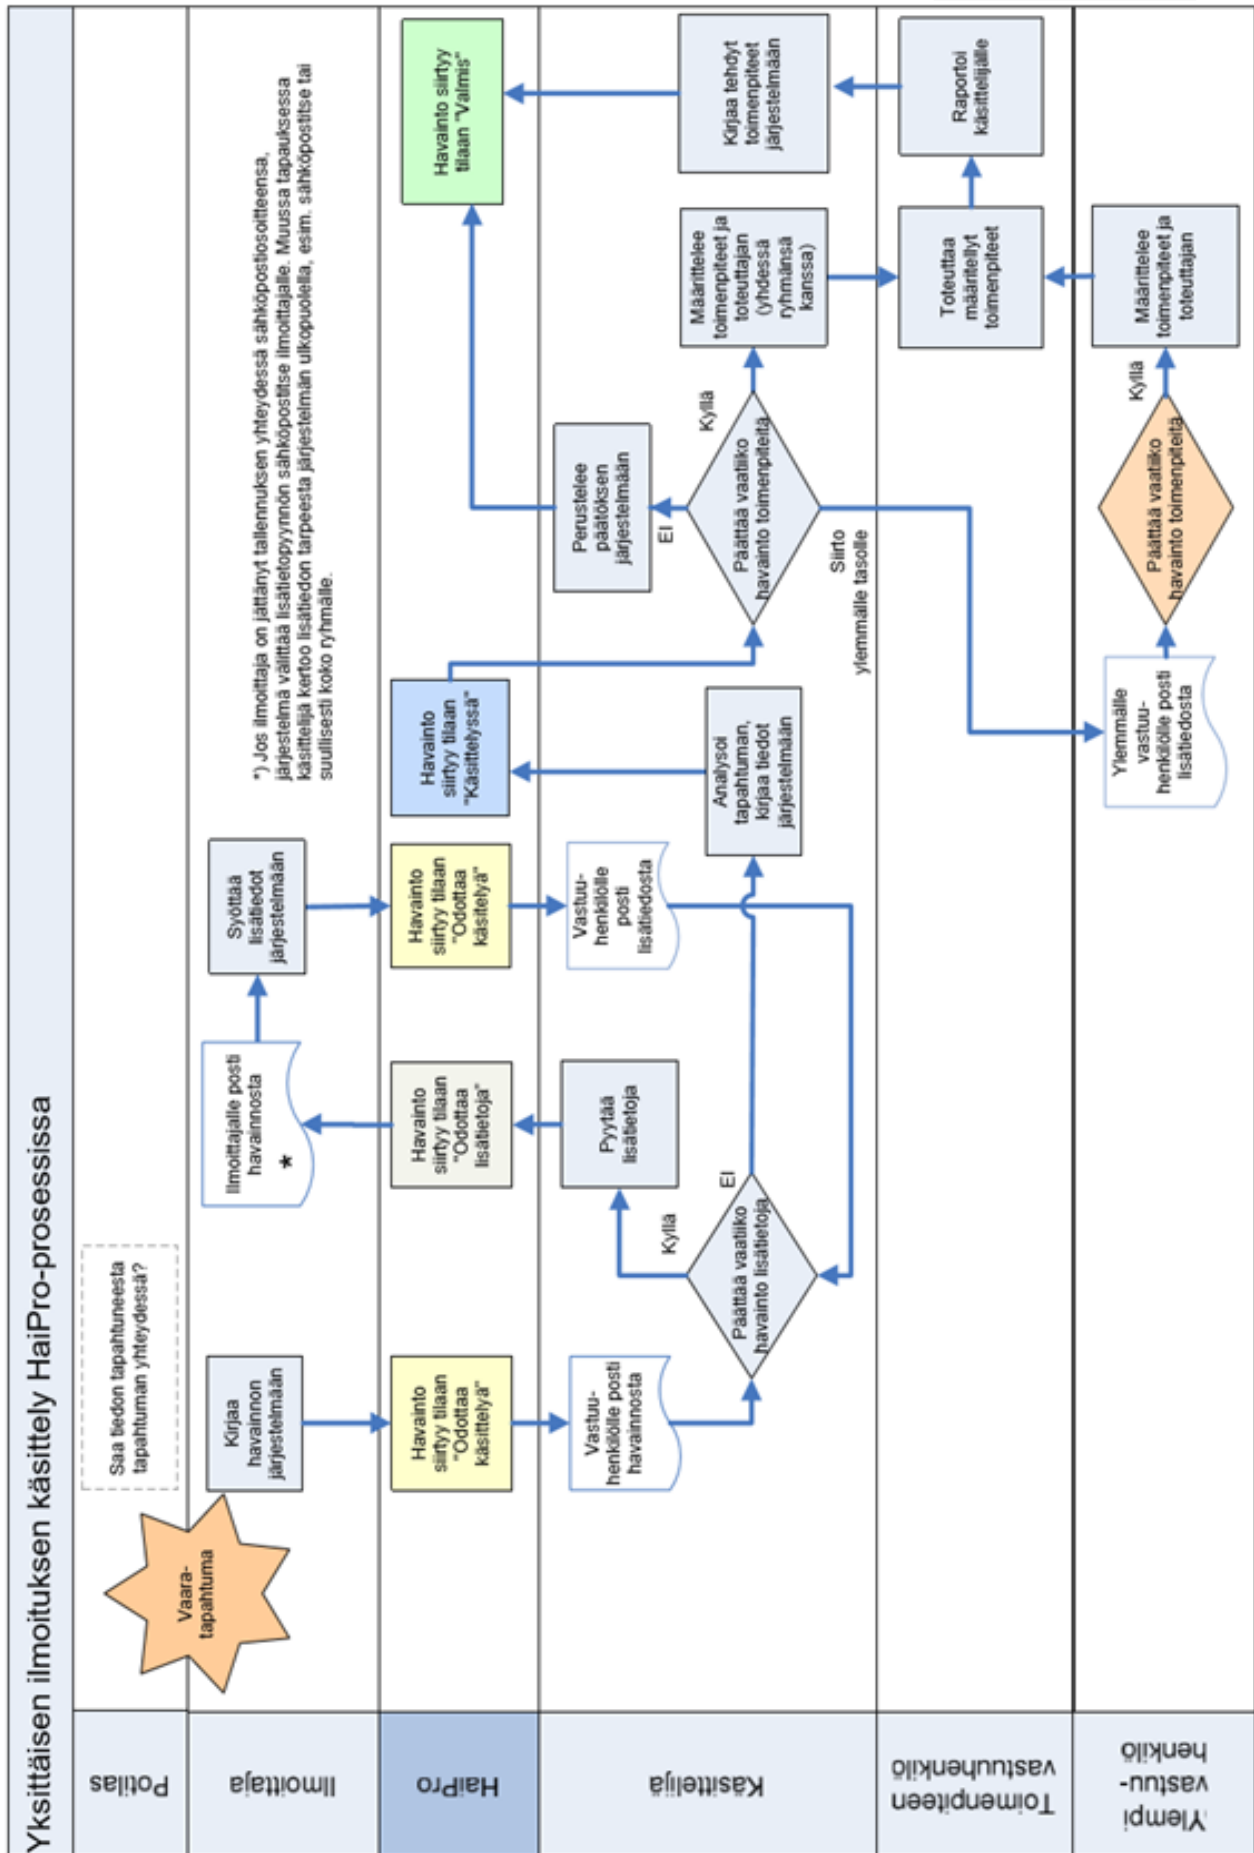 Yksittäisen ilmoituksen käsittely HaiPro-prosessissa
Potilas
Saa tiedon tapahtuneesta
tapahtuman yhteydessä?
Vaara-
tapahtuma
Ilmoittaja
Kirjaa
havainnon
järjestelmään
Ilmoittajalle posti
havainnosta
*
Syöttää
lisätiedot
järjestelmään
*) Jos ilmoittaja on jättänyt tallennuksen yhteydessä sähköpostiosoitteensa,
järjestelmä välittää lisätietopyynnön sähköpostitse ilmoittajalle. Muussa tapauksessa
käsittelijä kertoo lisätiedon tarpeesta järjestelmän ulkopuolella, esim. sähköpostitse tai
suullisesti koko ryhmälle.
HaiPro
Havainto
siirtyy tilaan
"Odottaa
käsittelyä"
Havainto
siirtyy tilaan
"Odottaa
lisätietoja"
Havainto
siirtyy tilaan
"Odottaa
käsitelyä"
Havainto
siirtyy tilaan
"Käsittelyssä"
Havainto siirtyy
tilaan "Valmis"
Käsittelijä
Vastuu-
henkilölle posti
havainnosta
Päättää vaatiiko
havainto lisätietoja
Kyllä
EI
Pyytää
lisätietoja
Vastuu-
henkilölle
posti
lisätiedosta
Analysoi
tapahtuman,
kirjaa tiedot
järjestelmään
Perustelee
päätöksen
järjestelmään
EI
Päättää vaatiiko
havainto toimenpiteitä
Kyllä
Siirto
ylemmälle tasolle
Määrittelee
toimenpiteet ja
toteuttajan
(yhdessä
ryhmänsä
kanssa)
Kirjaa tehdyt
toimenpiteet
järjestelmään
Toimenpiteen
vastuuhenkilö
Toteuttaa
määritellyt
toimenpiteet
Raportoi
käsittelijälle
Ylempi
vastuu-
henkilö
Ylemmälle
vastuu-
henkilölle posti
lisätiedosta
Päättää vaatiiko
havainto toimenpiteitä
Kyllä
Määrittelee
toimenpiteet ja
toteuttajan